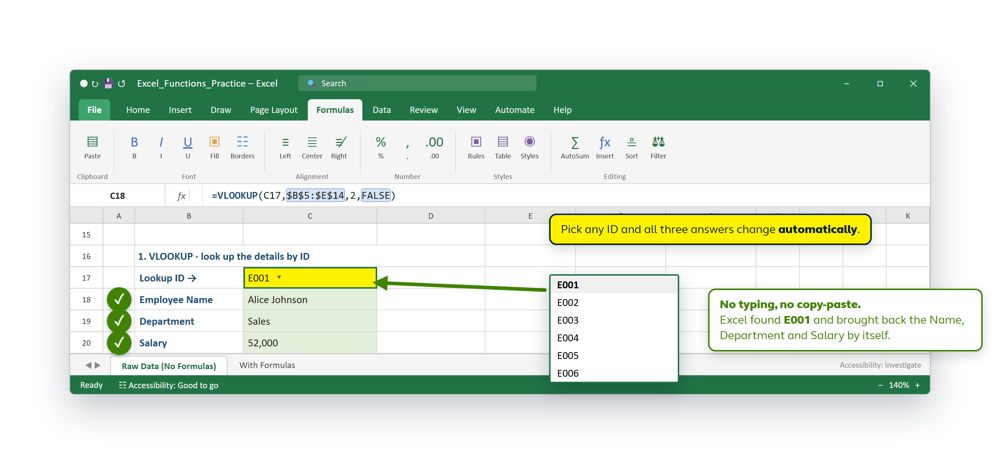 Excel_Functions_Practice – Excel
Search
File Home Insert Draw Page Layout Formulas Data Review View Automate Help
B I U .00
% , .00
Paste B I U Fill Borders Left Center Right % , .00 Rules Table Styles AutoSum Insert Sort Filter
Clipboard Font Alignment Number Styles Editing
C18 fx =VLOOKUP(C17,$B$5:$E$14,2,FALSE)
A B C D E K
Pick any ID and all three answers change automatically.
15
16 1. VLOOKUP · look up the details by ID
17 Lookup ID → E001
18 Employee Name Alice Johnson
19 Department Sales
20 Salary 52,000
E001
E002
E003
E004
E005
E006
No typing, no copy-paste.
Excel found E001 and brought back the Name,
Department and Salary by itself.
Raw Data (No Formulas) With Formulas Accessibility: Investigate
Ready Accessibility: Good to go − 140% +